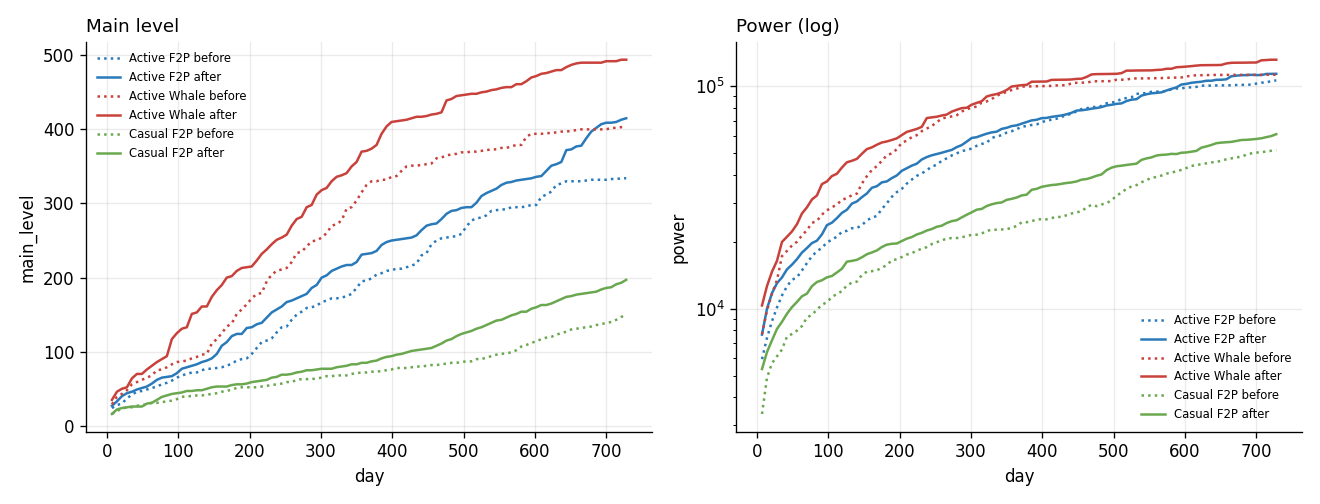 Main level
Active F2P before
Active F2P after
Active Whale before
Active Whale after
Casual F2P before
Casual F2P after
500
400
300
200
100
0
main_level
0 100 200 300 400 500 600 700
day
Power (log)
10^5
10^4
power
Active F2P before
Active F2P after
Active Whale before
Active Whale after
Casual F2P before
Casual F2P after
0 100 200 300 400 500 600 700
day